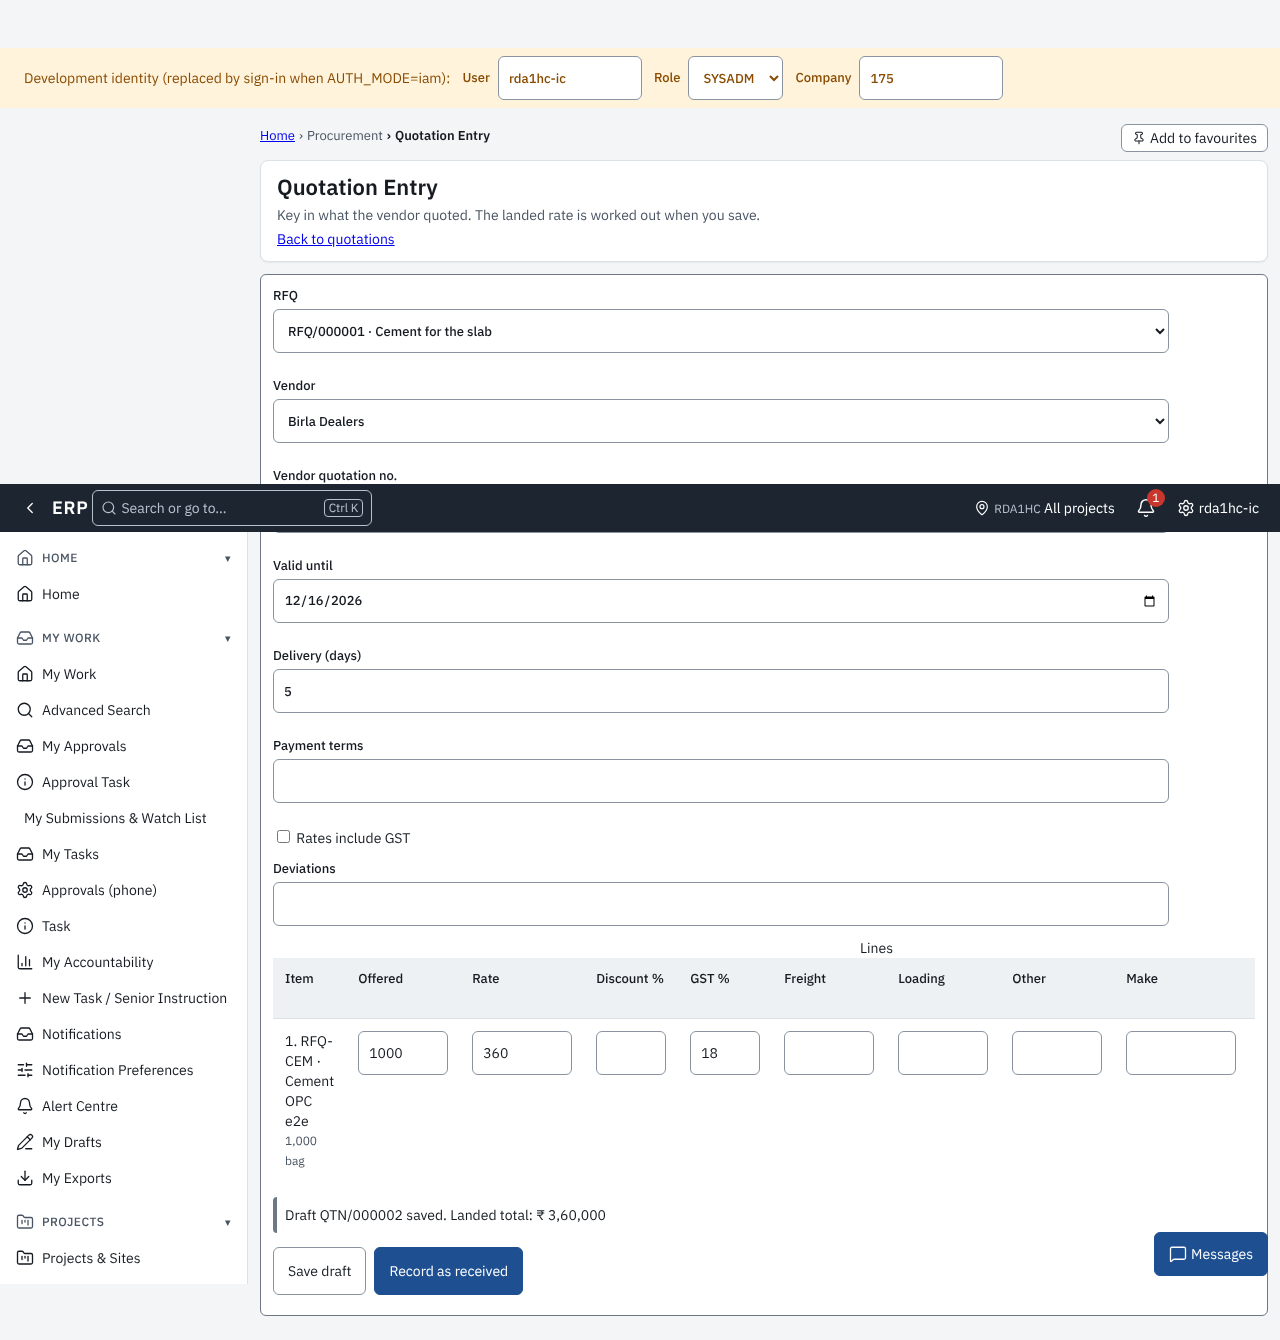 Development identity (replaced by sign-in when AUTH_MODE=iam): User rda1hc-ic Role SYSADM Company 175
Home › Procurement › Quotation Entry
Add to favourites
Quotation Entry
Key in what the vendor quoted. The landed rate is worked out when you save.
Back to quotations
RFQ
RFQ/000001 · Cement for the slab
Vendor
Birla Dealers
Vendor quotation no.
ERP Search or go to... Ctrl K RDA1HC All projects 1 rda1hc-ic
HOME
Home
MY WORK
My Work
Advanced Search
My Approvals
Approval Task
My Submissions & Watch List
My Tasks
Approvals (phone)
Task
My Accountability
New Task / Senior Instruction
Notifications
Notification Preferences
Alert Centre
My Drafts
My Exports
PROJECTS
Projects & Sites
Valid until
12/16/2026
Delivery (days)
5
Payment terms
Rates include GST
Deviations
Lines
Item Offered Rate Discount % GST % Freight Loading Other Make
1. RFQ-
CEM ·
Cement
OPC
e2e
1,000
bag
1000 360 18
Draft QTN/000002 saved. Landed total: ₹ 3,60,000
Save draft Record as received
Messages